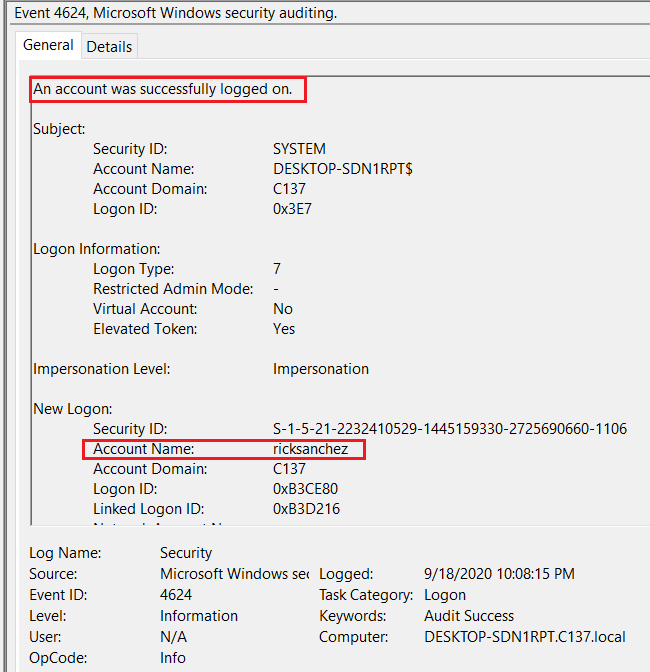 Event 4624, Microsoft Windows security auditing.
General Details
An account was successfully logged on.
Subject:
Security ID: SYSTEM
Account Name: DESKTOP-SDN1RPT$
Account Domain: C137
Logon ID: 0x3E7
Logon Information:
Logon Type: 7
Restricted Admin Mode: -
Virtual Account: No
Elevated Token: Yes
Impersonation Level: Impersonation
New Logon:
Security ID: S-1-5-21-2232410529-1445159330-2725690660-1106
Account Name: ricksanchez
Account Domain: C137
Logon ID: 0xB3CE80
Linked Logon ID: 0xB3D216
Log Name: Security
Source: Microsoft Windows sec Logged: 9/18/2020 10:08:15 PM
Event ID: 4624 Task Category: Logon
Level: Information Keywords: Audit Success
User: N/A Computer: DESKTOP-SDN1RPT.C137.local
OpCode: Info